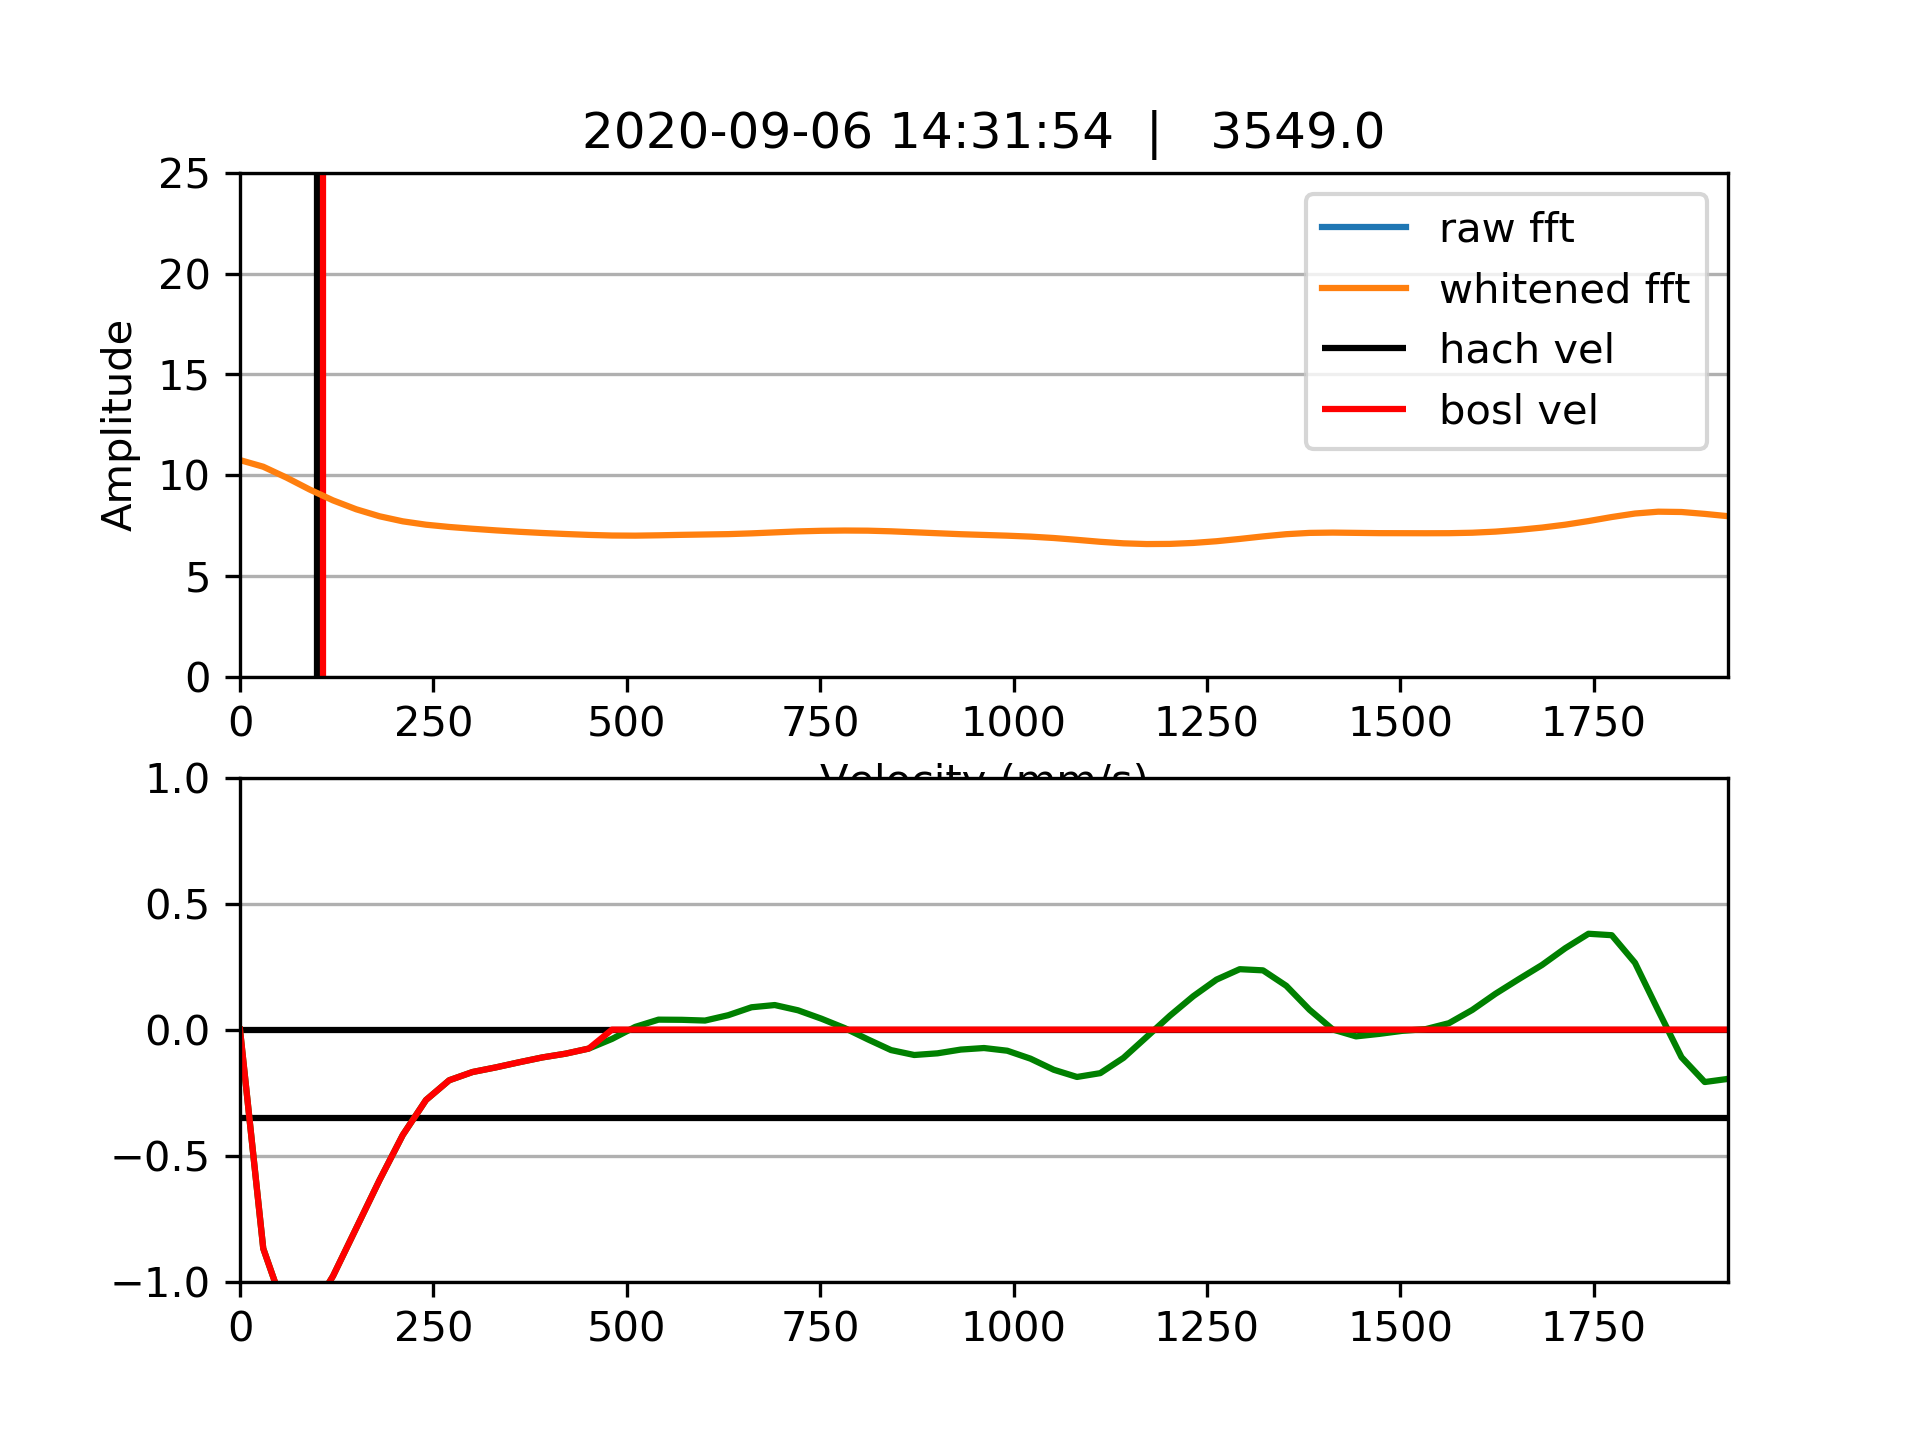 2020-09-06 14:31:54 | 3549.0
25
20
15
10
5
0
Amplitude
raw fft
whitened fft
hach vel
bosl vel
0 250 500 750 1000 1250 1500 1750
Velocity (mm/s)
1.0
0.5
0.0
−0.5
−1.0
0 250 500 750 1000 1250 1500 1750